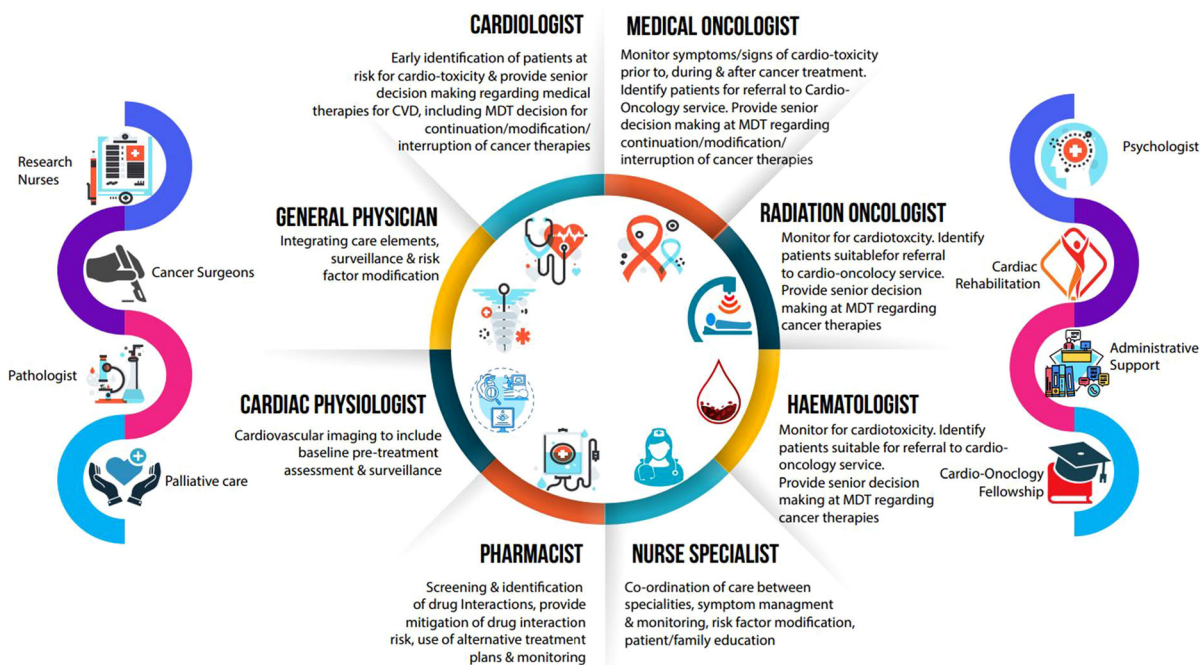 CARDIOLOGIST
Early identification of patients at
risk for cardio-toxicity & provide senior
decision making regarding medical
therapies for CVD, including MDT decision for
continuation/modification/
interruption of cancer therapies
MEDICAL ONCOLOGIST
Monitor symptoms/signs of cardio-toxicity
prior to, during & after cancer treatment.
Identify patients for referral to Cardio-
Oncology service. Provide senior
decision making at MDT regarding
continuation/modification/
interruption of cancer therapies
Research
Nurses
Cancer Surgeons
Pathologist
Palliative care
GENERAL PHYSICIAN
Integrating care elements,
surveillance & risk
factor modification
RADIATION ONCOLOGIST
Monitor for cardiotoxcity. Identify
patients suitablefor referral
to cardio-oncolocy service.
Provide senior decision
making at MDT regarding
cancer therapies
Psychologist
Cardiac
Rehabilitation
Administrative
Support
Cardio-Onoclogy
Fellowship
CARDIAC PHYSIOLOGIST
Cardiovascular imaging to include
baseline pre-treatment
assessment & surveillance
HAEMATOLOGIST
Monitor for cardiotoxicity. Identify
patients suitable for referral to cardio-
oncology service.
Provide senior decision
making at MDT regarding
cancer therapies
PHARMACIST
Screening & identification
of drug Interactions, provide
mitigation of drug interaction
risk, use of alternative treatment
plans & monitoring
NURSE SPECIALIST
Co-ordination of care between
specialities, symptom managment
& monitoring, risk factor modification,
patient/family education